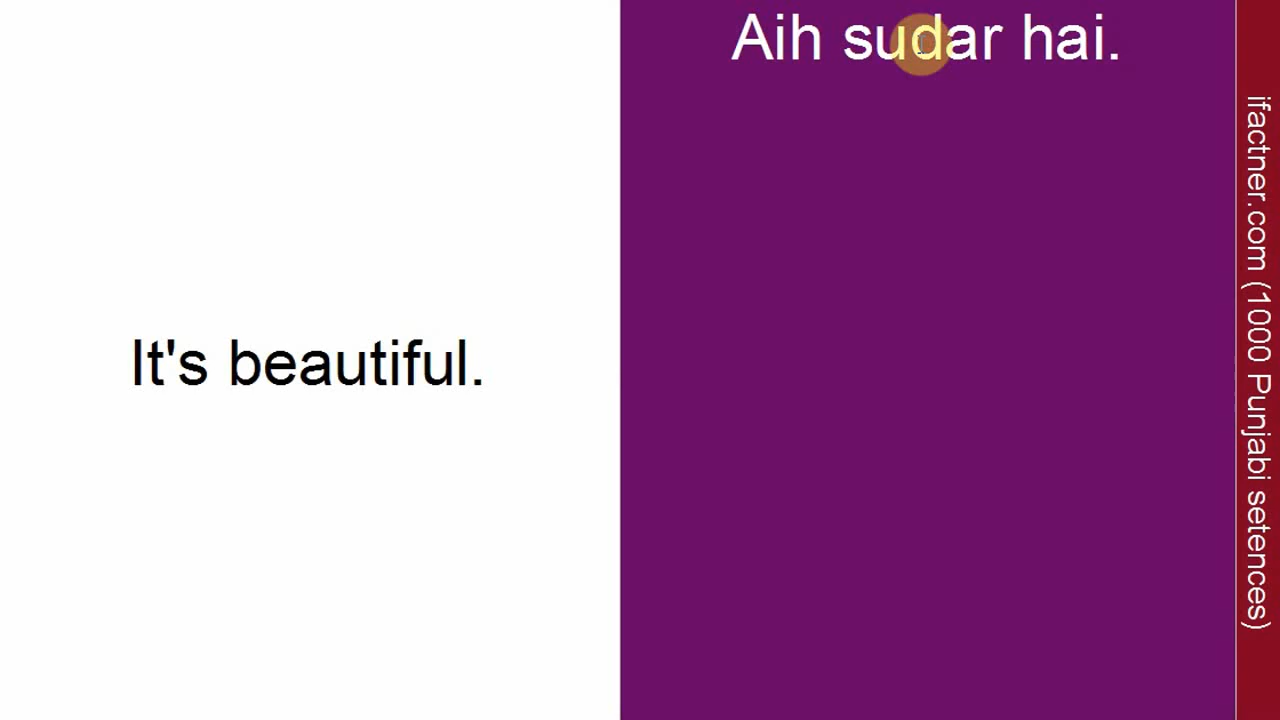 It's beautiful.
Aih sudar hai.
ifactner.com (1000 Punjabi setences)